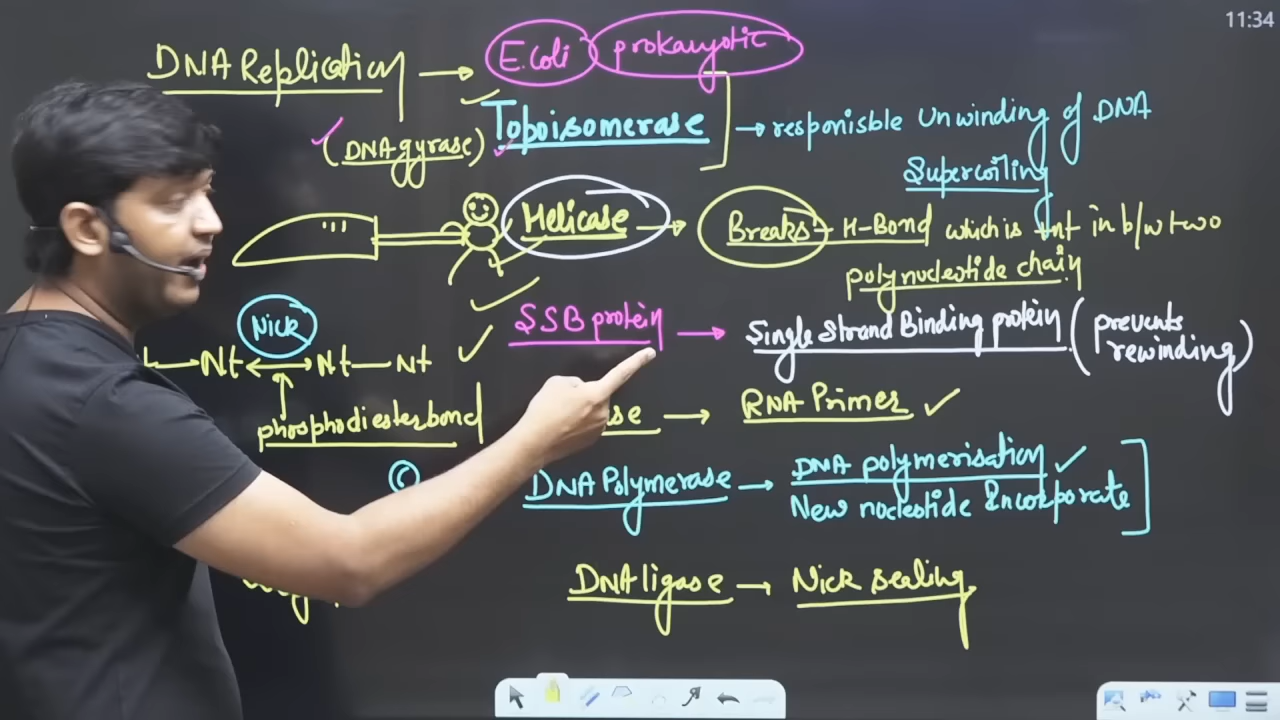 11:34
DNA Replication → E.Coli prokaryotic
(DNA gyrase) Topoisomerase → responisble Unwinding of DNA
Supercoiling
Helicase → Breaks H-Bond which is in b/w two
polynucleotide chain
Nick
SSB protein → Single Strand Binding protein (prevents
rewinding)
Nt Nt Nt
phosphodiester bond
→ RNA Primer
DNA Polymerase → DNA polymerisation
New nucleotide Incorporate
DNA ligase → Nick Sealing